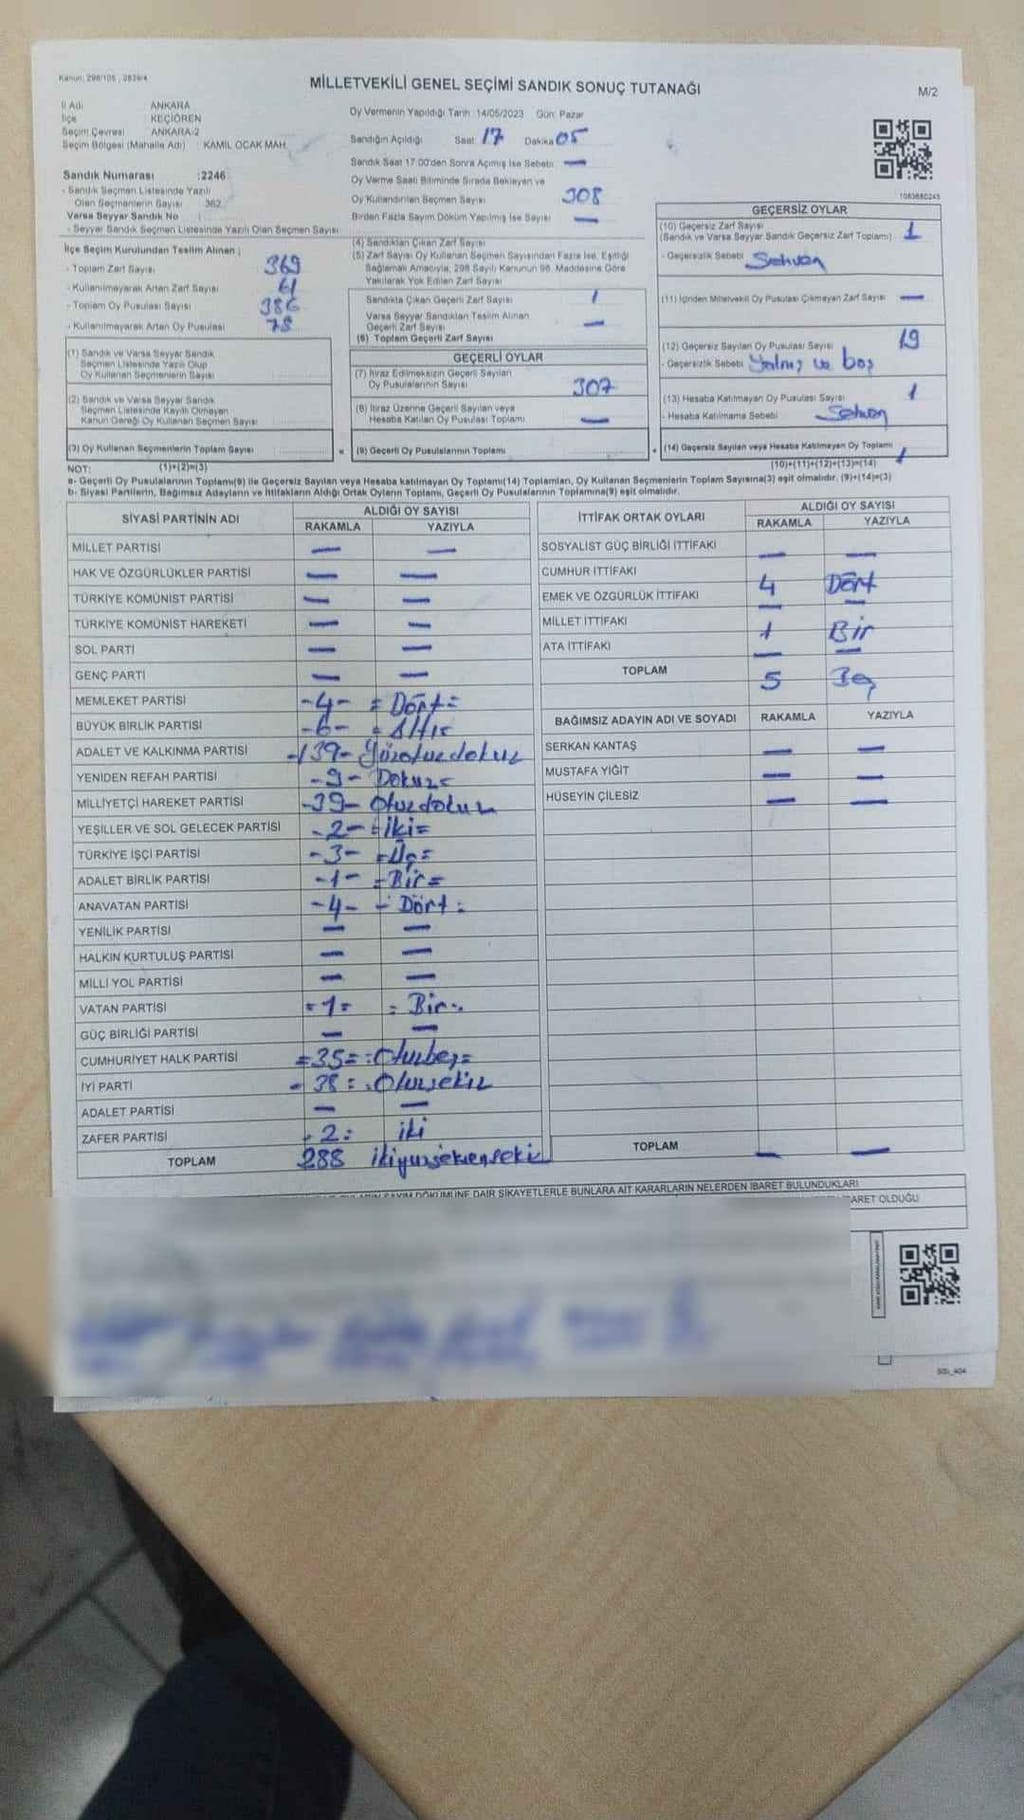 Kanun: 298/105 , 2839/4
MİLLETVEKİLİ GENEL SEÇİMİ SANDIK SONUÇ TUTANAĞI
M/2
İl Adı ANKARA
İlçe KEÇİÖREN
Seçim Çevresi ANKARA-2
Seçim Bölgesi (Mahalle Adı) : KAMİL OCAK MAH.
Oy Vermenin Yapıldığı Tarih: 14/05/2023 Gün: Pazar
Sandığın Açıldığı Saat 17 Dakika 05
Sandık Saat 17.00'den Sonra Açılmış İse Sebebi —
Sandık Numarası :2246
- Sandık Seçmen Listesinde Yazılı
Olan Seçmenlerin Sayısı 362
Varsa Seyyar Sandık No :
- Seyyar Sandık Seçmen Listesinde Yazılı Olan Seçmen Sayısı
Oy Verme Saati Bitiminde Sırada Bekleyen ve
Oy Kullandırılan Seçmen Sayısı 308
Birden Fazla Sayım Döküm Yapılmış İse Sayısı —
1083680245
İlçe Seçim Kurulundan Teslim Alınan ;
- Toplam Zarf Sayısı 369
- Kullanılmayarak Artan Zarf Sayısı 61
- Toplam Oy Pusulası Sayısı 386
- Kullanılmayarak Artan Oy Pusulası 78
(1) Sandık ve Varsa Seyyar Sandık
Seçmen Listesinde Yazılı Olup
Oy Kullanan Seçmenlerin Sayısı
(2) Sandık ve Varsa Seyyar Sandık
Seçmen Listesinde Kayıtlı Olmayan
Kanun Gereği Oy Kullanan Seçmen Sayısı
(3) Oy Kullanan Seçmenlerin Toplam Sayısı
(1)+(2)=(3)
(4) Sandıktan Çıkan Zarf Sayısı
(5) Zarf Sayısı Oy Kullanan Seçmen Sayısından Fazla İse, Eşitliği
Sağlamak Amacıyla, 298 Sayılı Kanunun 98. Maddesine Göre
Yakılarak Yok Edilen Zarf Sayısı
Sandıkta Çıkan Geçerli Zarf Sayısı 1
Varsa Seyyar Sandıktan Teslim Alınan
Geçerli Zarf Sayısı —
(6) Toplam Geçerli Zarf Sayısı
GEÇERLİ OYLAR
(7) İtiraz Edilmeksizin Geçerli Sayılan
Oy Pusulalarının Sayısı 307
(8) İtiraz Üzerine Geçerli Sayılan veya
Hesaba Katılan Oy Pusulası Toplamı —
= (9) Geçerli Oy Pusulalarının Toplamı
GEÇERSİZ OYLAR
(10) Geçersiz Zarf Sayısı 1
(Sandık ve Varsa Seyyar Sandık Geçersiz Zarf Toplamı)
- Geçersizlik Sebebi Sehven
(11) İçinden Milletvekili Oy Pusulası Çıkmayan Zarf Sayısı —
(12) Geçersiz Sayılan Oy Pusulası Sayısı 19
- Geçersizlik Sebebi Yalnış ve boş
(13) Hesaba Katılmayan Oy Pusulası Sayısı 1
- Hesaba Katılmama Sebebi Sehven
+ (14) Geçersiz Sayılan veya Hesaba Katılmayan Oy Toplamı
(10)+(11)+(12)+(13)=(14) 1
NOT:
a- Geçerli Oy Pusulalarının Toplamı(9) ile Geçersiz Sayılan veya Hesaba katılmayan Oy Toplamı(14) Toplamları, Oy Kullanan Seçmenlerin Toplam Sayısına(3) eşit olmalıdır. (9)+(14)=(3)
b- Siyasi Partilerin, Bağımsız Adayların ve İttifakların Aldığı Ortak Oyların Toplamı, Geçerli Oy Pusulalarının Toplamına(9) eşit olmalıdır.
SİYASİ PARTİNİN ADI ALDIĞI OY SAYISI
RAKAMLA YAZIYLA
MİLLET PARTİSİ — —
HAK VE ÖZGÜRLÜKLER PARTİSİ — —
TÜRKİYE KOMÜNİST PARTİSİ — —
TÜRKİYE KOMÜNİST HAREKETİ — —
SOL PARTİ — —
GENÇ PARTİ — —
MEMLEKET PARTİSİ -4- = Dört =
BÜYÜK BİRLİK PARTİSİ -6- = Altı =
ADALET VE KALKINMA PARTİSİ -139- Yüzotuzdokuz
YENİDEN REFAH PARTİSİ -9- Dokuz =
MİLLİYETÇİ HAREKET PARTİSİ -39- Otuzdokuz
YEŞİLLER VE SOL GELECEK PARTİSİ -2- =İki=
TÜRKİYE İŞÇİ PARTİSİ -3- =Üç=
ADALET BİRLİK PARTİSİ -1- =Bir=
ANAVATAN PARTİSİ -4- - Dört =
YENİLİK PARTİSİ — —
HALKIN KURTULUŞ PARTİSİ — —
MİLLİ YOL PARTİSİ — —
VATAN PARTİSİ =1= = Bir =
GÜÇ BİRLİĞİ PARTİSİ — —
CUMHURİYET HALK PARTİSİ =35= =Otuzbeş=
İYİ PARTİ - 38 = =Otuzsekiz
ADALET PARTİSİ — —
ZAFER PARTİSİ - 2 = iki
TOPLAM 288 ikiyüzseksensekiz
İTTİFAK ORTAK OYLARI ALDIĞI OY SAYISI
RAKAMLA YAZIYLA
SOSYALİST GÜÇ BİRLİĞİ İTTİFAKI — —
CUMHUR İTTİFAKI 4 Dört
EMEK VE ÖZGÜRLÜK İTTİFAKI — —
MİLLET İTTİFAKI 1 Bir
ATA İTTİFAKI — —
TOPLAM 5 Beş
BAĞIMSIZ ADAYIN ADI VE SOYADI RAKAMLA YAZIYLA
SERKAN KANTAŞ — —
MUSTAFA YİĞİT — —
HÜSEYİN ÇİLESİZ — —
TOPLAM — —
SAYIM DÖKÜMÜNE DAİR ŞİKAYETLERLE BUNLARA AİT KARARLARIN NELERDEN İBARET BULUNDUKLARI
İBARET OLDUĞU